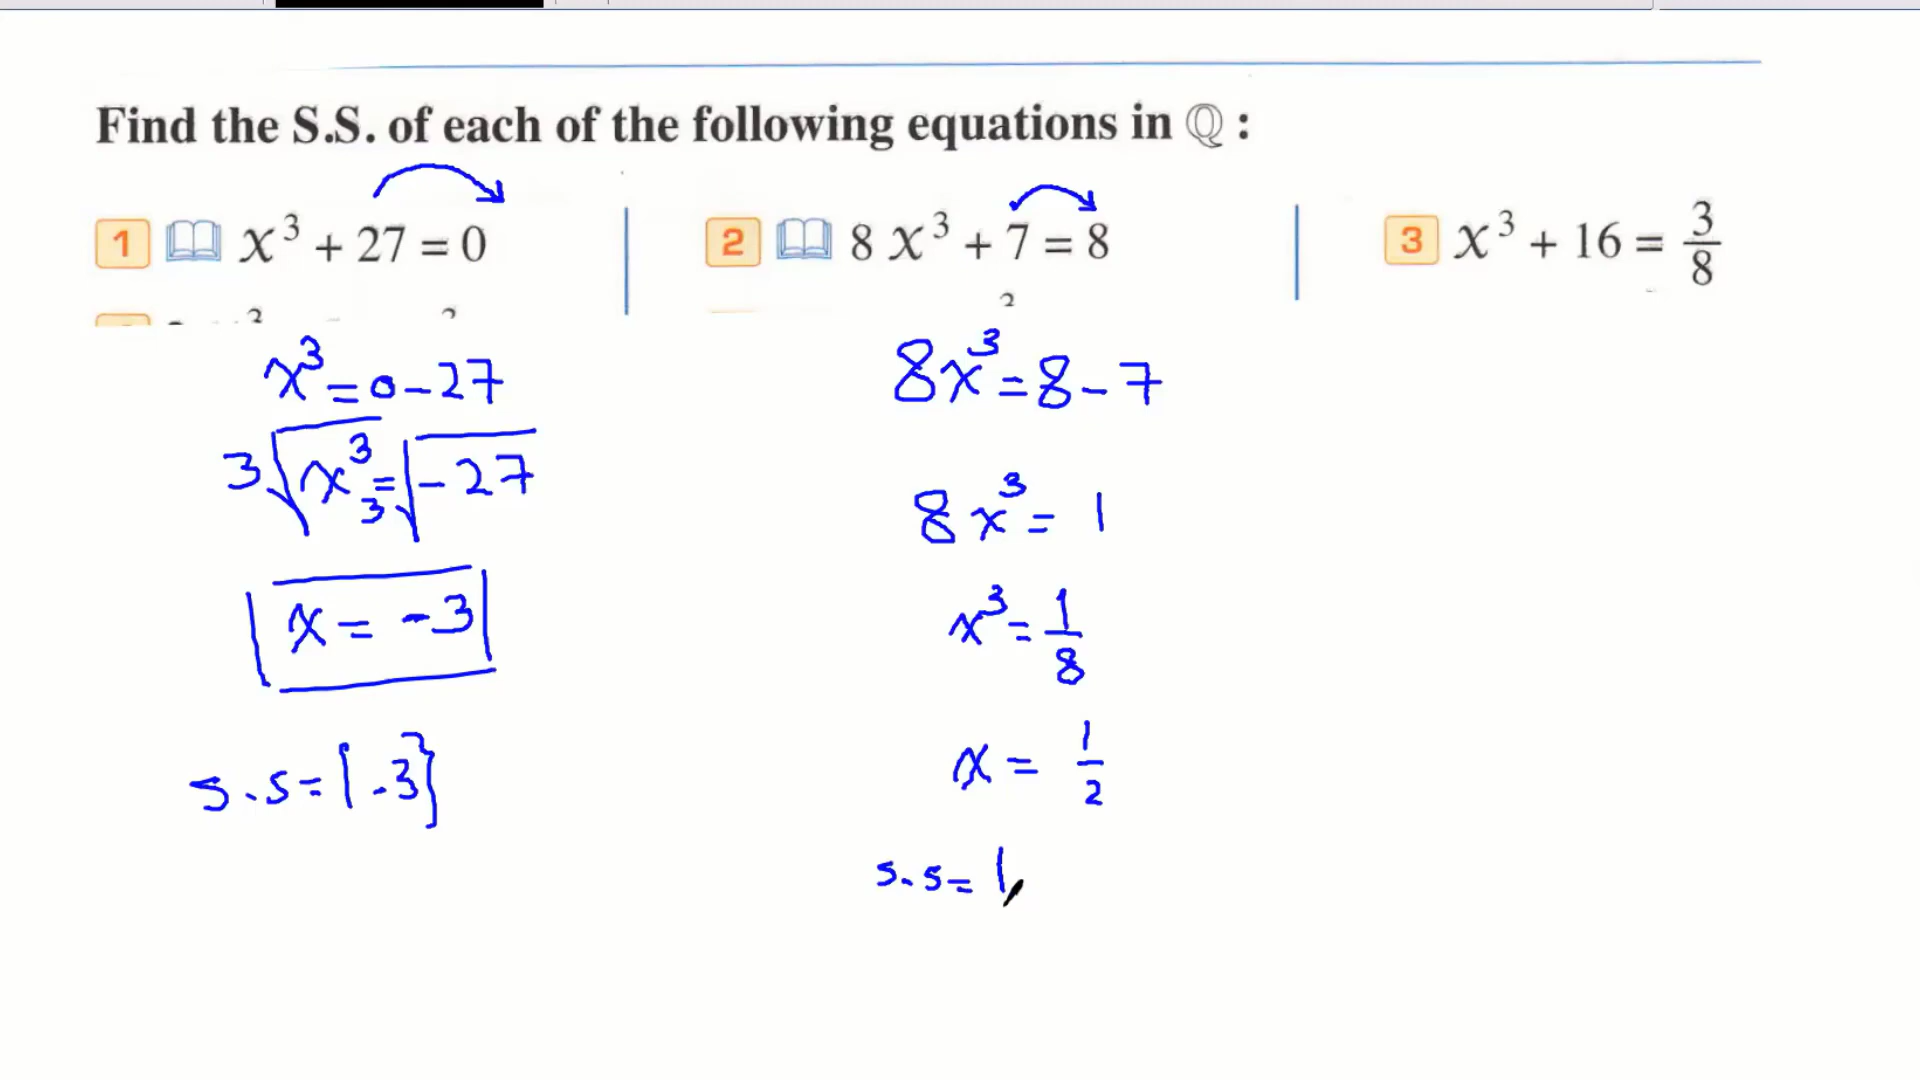 Find the S.S. of each of the following equations in ℚ :
1 x³ + 27 = 0
2 8 x³ + 7 = 8
3 x³ + 16 = 3/8
x³ = 0 - 27
³√x³ = ³√-27
x = -3
s.s = {-3}
8x³ = 8 - 7
8x³ = 1
x³ = 1/8
x = 1/2
s.s =